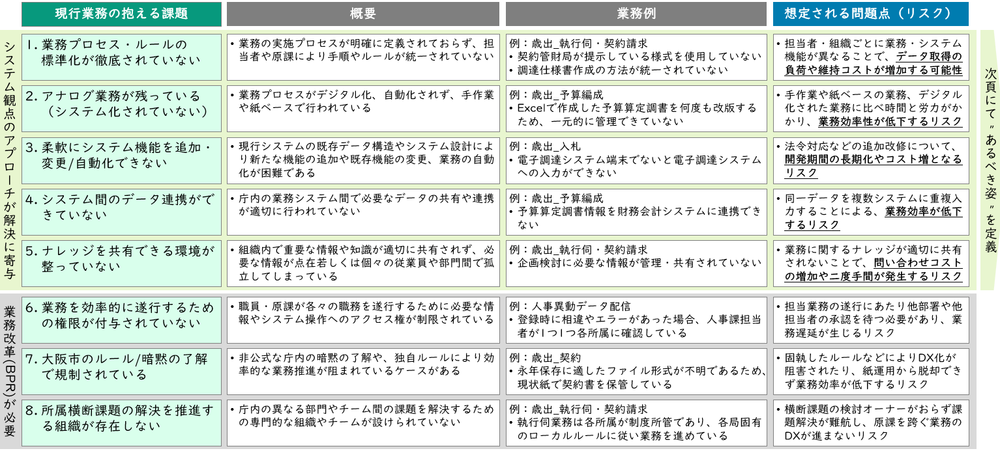 現行業務の抱える課題
概要
業務例
想定される問題点（リスク）
システム観点のアプローチが解決に寄与
1. 業務プロセス・ルールの
標準化が徹底されていない
• 業務の実施プロセスが明確に定義されておらず、担
当者や原課により手順やルールが統一されていない
例：歳出_執行伺・契約請求
• 契約管財局が提示している様式を使用していない
• 調達仕様書作成の方法が統一されていない
• 担当者・組織ごとに業務・システム
機能が異なることで、データ取得の
負荷や維持コストが増加する可能性
2. アナログ業務が残っている
（システム化されていない）
• 業務プロセスがデジタル化、自動化されず、手作業
や紙ベースで行われている
例：歳出_予算編成
• Excelで作成した予算算定調書を何度も改版する
ため、一元的に管理できていない
• 手作業や紙ベースの業務、デジタル
化された業務に比べ時間と労力がか
かり、業務効率性が低下するリスク
3. 柔軟にシステム機能を追加・
変更/自動化できない
• 現行システムの既存データ構造やシステム設計によ
り新たな機能の追加や既存機能の変更、業務の自動
化が困難である
例：歳出_入札
• 電子調達システム端末でないと電子調達システム
への入力ができない
• 法令対応などの追加改修について、
開発期間の長期化やコスト増となる
リスク
4. システム間のデータ連携がで
きていない
• 庁内の業務システム間で必要なデータの共有や連携
が適切に行われていない
例：歳出_予算編成
• 予算算定調書情報を財務会計システムに連携でき
ない
• 同一データを複数システムに重複入
力することによる、業務効率が低下
するリスク
5. ナレッジを共有できる環境が
整っていない
• 組織内で重要な情報や知識が適切に共有されず、必
要な情報が点在若しくは個々の従業員や部門間で孤
立してしまっている
例：歳出_執行伺・契約請求
• 企画検討に必要な情報が管理・共有されていない
• 業務に関するナレッジが適切に共有
されないことで、問い合わせコスト
の増加や二度手間が発生するリスク
次頁にて"あるべき姿"を定義
業務改革(BPR)が必要
6. 業務を効率的に遂行するため
の権限が付与されていない
• 職員・原課が各々の職務を遂行するために必要な情
報やシステム操作へのアクセス権が制限されている
例：人事異動データ配信
• 登録時に相違やエラーがあった場合、人事課担当
者が1つ1つ各所属に確認している
• 担当業務の遂行にあたり他部署や他
担当者の承認を待つ必要があり、業
務遅延が生じるリスク
7. 大阪市のルール/暗黙の了解
で規制されている
• 非公式な庁内の暗黙の了解や、独自ルールにより効
率的な業務推進が阻まれているケースがある
例：歳出_契約
• 永年保存に適したファイル形式が不明であるため、
現状紙で契約書を保管している
• 固執したルールなどによりDX化が
阻害されたり、紙運用から脱却でき
ず業務効率が低下するリスク
8. 所属横断課題の解決を推進す
る組織が存在しない
• 庁内の異なる部門やチーム間の課題を解決するため
の専門的な組織やチームが設けられていない
例：歳出_執行伺・契約請求
• 執行伺業務は各所属が制度所管であり、各局固有
のローカルルールに従い業務を進めている
• 横断課題の検討オーナーがおらず課
題解決が難航し、原課を跨ぐ業務の
DXが進まないリスク